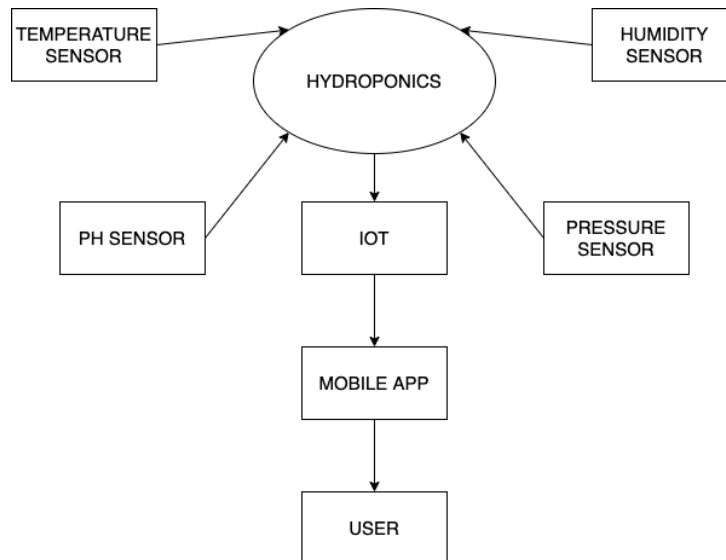 TEMPERATURE
SENSOR
HUMIDITY
SENSOR
HYDROPONICS
PH SENSOR
IOT
PRESSURE
SENSOR
MOBILE APP
USER